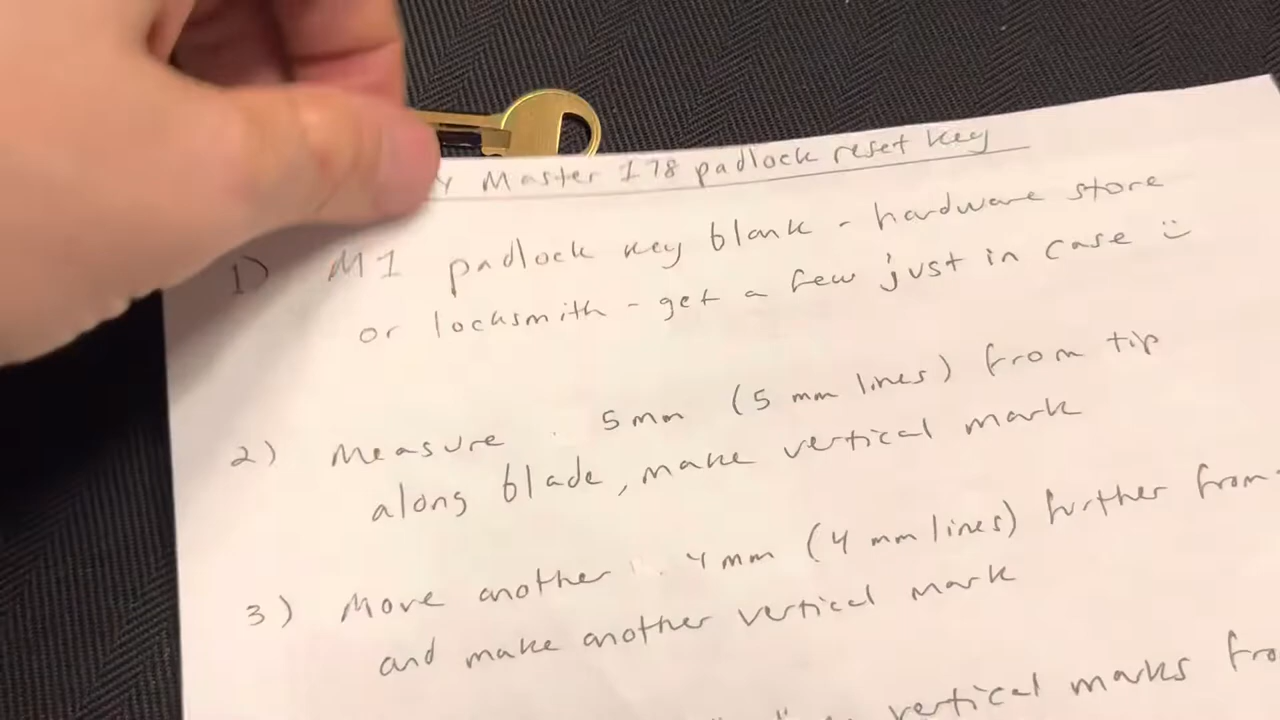 Master 178 padlock reset key
1) M1 padlock key blank - hardware store
or locksmith - get a few just in case :)
2) Measure 5mm (5 mm lines) from tip
along blade, make vertical mark
3) Move another 4mm (4 mm lines) further from
and make another vertical mark
vertical marks